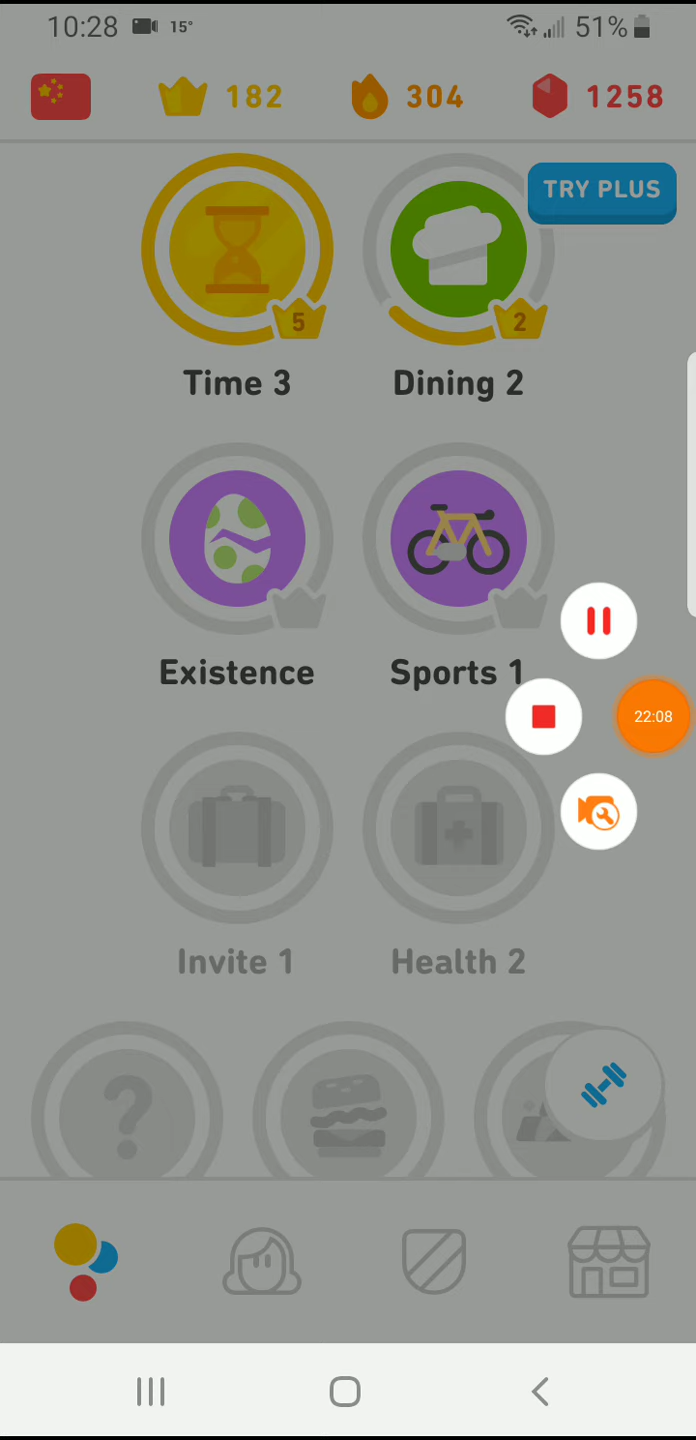 10:28 15° 51%
182 304 1258
TRY PLUS
5 2
Time 3 Dining 2
Existence Sports 1
22:08
Invite 1 Health 2
?